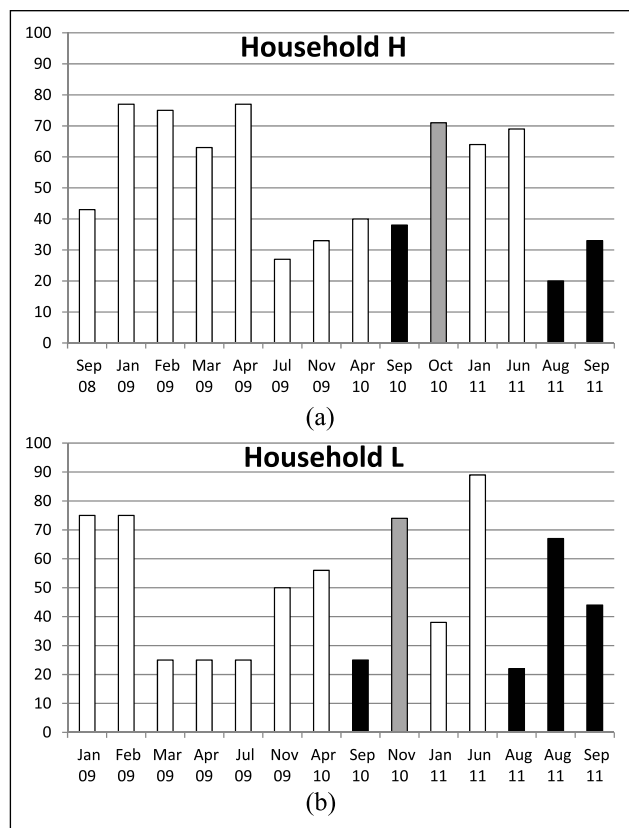 Household H
100
90
80
70
60
50
40
30
20
10
0
Sep Jan Feb Mar Apr Jul Nov Apr Sep Oct Jan Jun Aug Sep
08 09 09 09 09 09 09 10 10 10 11 11 11 11
(a)
Household L
100
90
80
70
60
50
40
30
20
10
0
Jan Feb Mar Apr Jul Nov Apr Sep Nov Jan Jun Aug Aug Sep
09 09 09 09 09 09 10 10 10 11 11 11 11 11
(b)